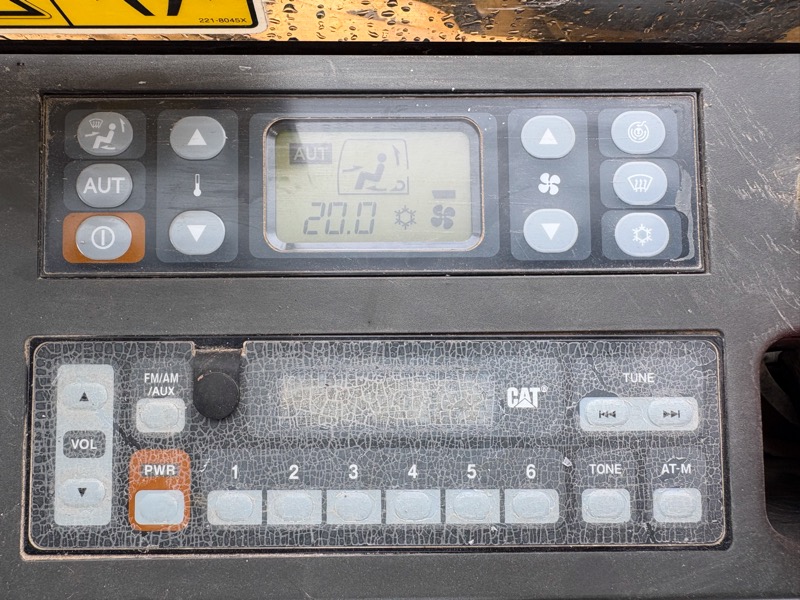 221-8045X
AUT
AUT
20.0
FM/AM
/AUX
CAT®
TUNE
VOL
PWR
1 2 3 4 5 6
TONE
AT-M